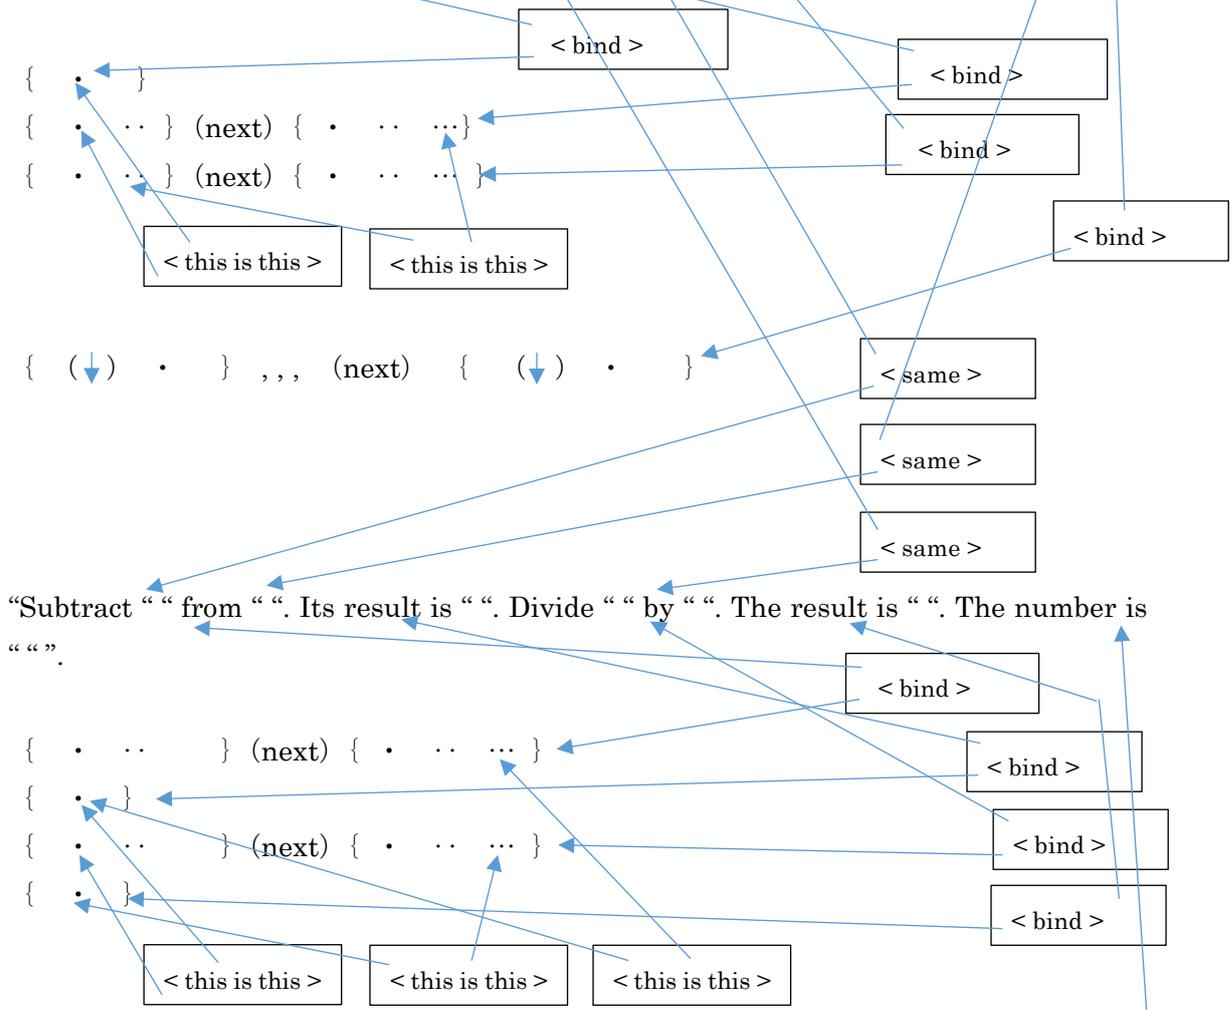 < bind >
< bind >
{ ・ }
{ ・ ‥ } (next) { ・ ‥ …}
< bind >
{ ・ ‥ } (next) { ・ ‥ … }
< bind >
< this is this > < this is this >
{ (↓) ・ } , , , (next) { (↓) ・ }
< same >
< same >
< same >
“Subtract “ “ from “ “. Its result is “ “. Divide “ “ by “ “. The result is “ “. The number is
“ “ ”.
< bind >
{ ・ ‥ } (next) { ・ ‥ … }
< bind >
{ ・ }
{ ・ ‥ } (next) { ・ ‥ … }
< bind >
{ ・ }
< bind >
< this is this > < this is this > < this is this >